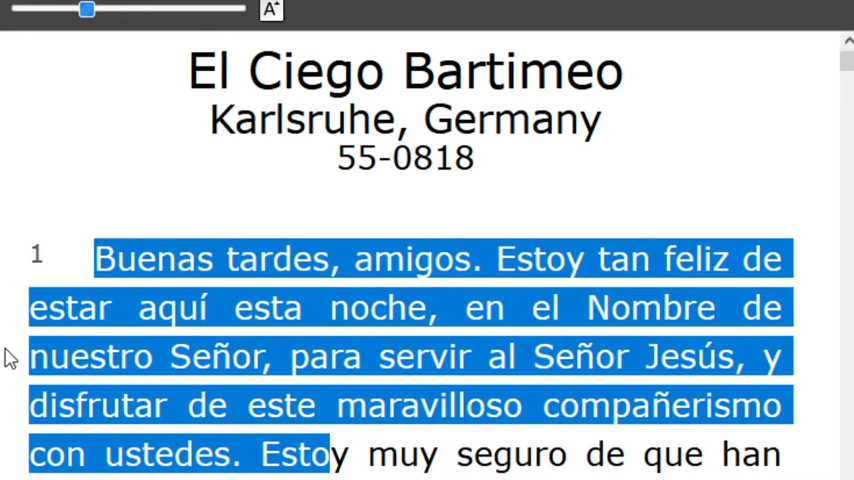 A
El Ciego Bartimeo
Karlsruhe, Germany
55-0818
1 Buenas tardes, amigos. Estoy tan feliz de
estar aquí esta noche, en el Nombre de
nuestro Señor, para servir al Señor Jesús, y
disfrutar de este maravilloso compañerismo
con ustedes. Estoy muy seguro de que han